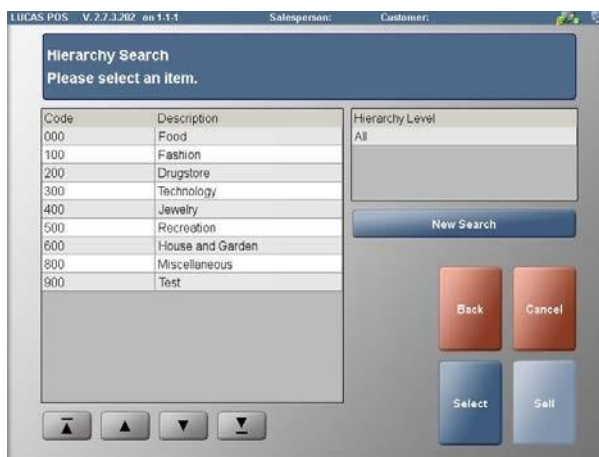 LUCAS POS V. 2.7.3.202 on 1-1-1 Salesperson: Customer:
Hierarchy Search
Please select an item.
Code Description
000 Food
100 Fashion
200 Drugstore
300 Technology
400 Jewelry
500 Recreation
600 House and Garden
800 Miscellaneous
900 Test
Hierarchy Level
All
New Search
Back Cancel
Select Sell